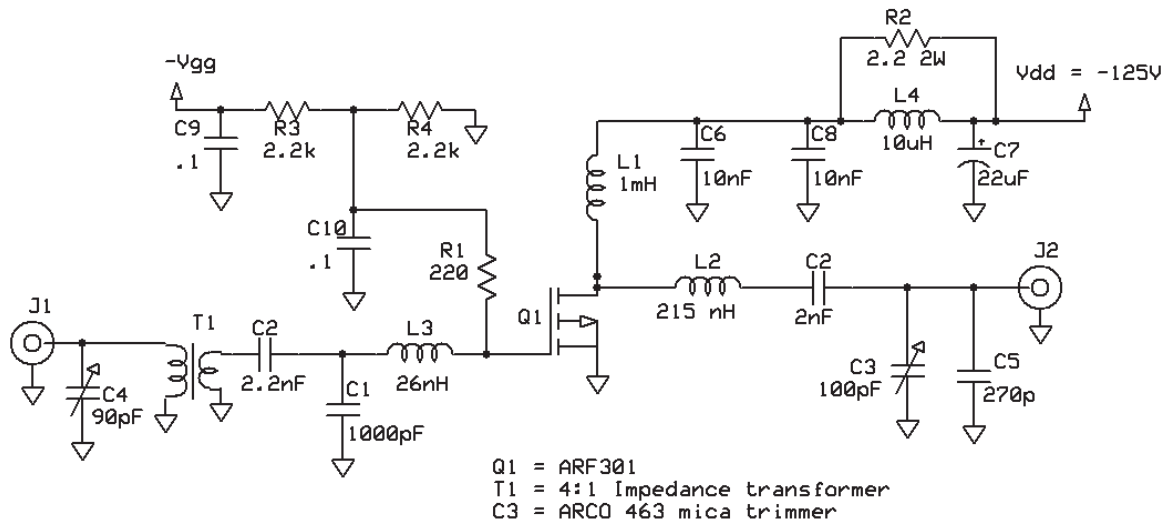 -Vgg
C9
.1
R3
2.2k
R4
2.2k
R2
2.2 2W
Vdd = -125V
L4
10uH
C6
10nF
C8
10nF
+
C7
22uF
L1
1mH
C10
.1
R1
220
L2
215 nH
C2
2nF
J2
J1
T1
C2
2.2nF
L3
26nH
Q1
C4
90pF
C1
1000pF
C3
100pF
C5
270p
Q1 = ARF301
T1 = 4:1 Impedance transformer
C3 = ARCO 463 mica trimmer